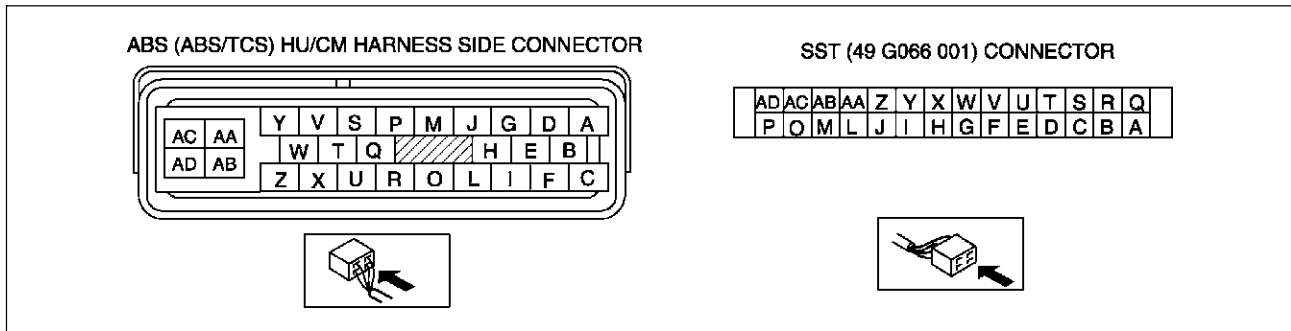 ABS (ABS/TCS) HU/CM HARNESS SIDE CONNECTOR
AC AA
AD AB
Y V S P M J G D A
W T Q H E B
Z X U R O L I F C
SST (49 G066 001) CONNECTOR
AD AC AB AA Z Y X W V U T S R Q
P O M L J I H G F E D C B A